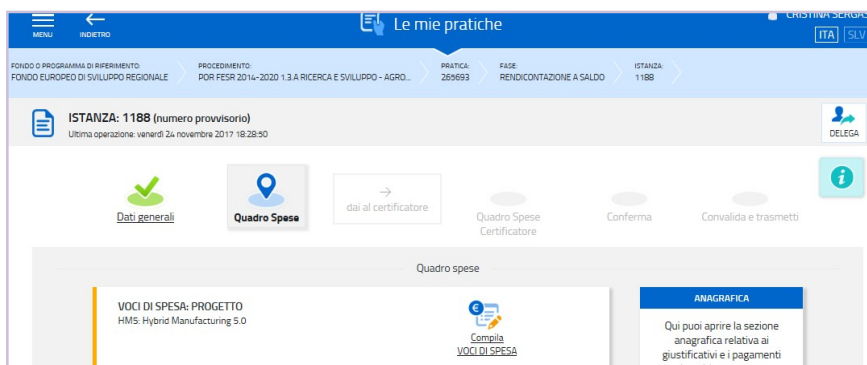 MENU
INDIETRO
Le mie pratiche
CRISTINA SERGAS
ITA SLV
FONDO O PROGRAMMA DI RIFERIMENTO:
FONDO EUROPEO DI SVILUPPO REGIONALE
PROCEDIMENTO:
POR FESR 2014-2020 1.3.A RICERCA E SVILUPPO - AGRO...
PRATICA:
265693
FASE:
RENDICONTAZIONE A SALDO
ISTANZA:
1188
ISTANZA: 1188 (numero provvisorio)
Ultima operazione: venerdì 24 novembre 2017 18:28:50
DELEGA
Dati generali
Quadro Spese
dai al certificatore
Quadro Spese
Certificatore
Conferma
Convalida e trasmetti
Quadro spese
VOCI DI SPESA: PROGETTO
HM5: Hybrid Manufacturing 5.0
Compila
VOCI DI SPESA
ANAGRAFICA
Qui puoi aprire la sezione
anagrafica relativa ai
giustificativi e i pagamenti